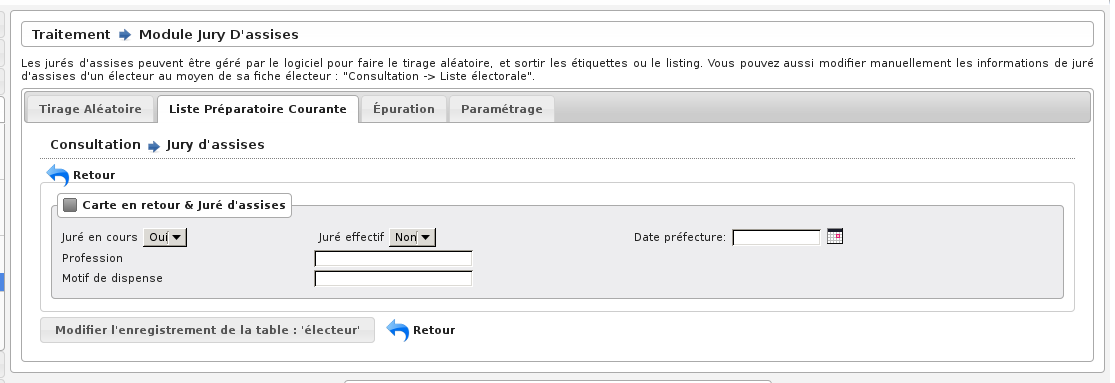 Traitement Module Jury D'assises
Les jurés d'assises peuvent être géré par le logiciel pour faire le tirage aléatoire, et sortir les étiquettes ou le listing. Vous pouvez aussi modifier manuellement les informations de juré
d'assises d'un électeur au moyen de sa fiche électeur : "Consultation -> Liste électorale".
Tirage Aléatoire Liste Préparatoire Courante Épuration Paramétrage
Consultation Jury d'assises
Retour
Carte en retour & Juré d'assises
Juré en cours Oui Juré effectif Non Date préfecture:
Profession
Motif de dispense
Modifier l'enregistrement de la table : 'électeur' Retour